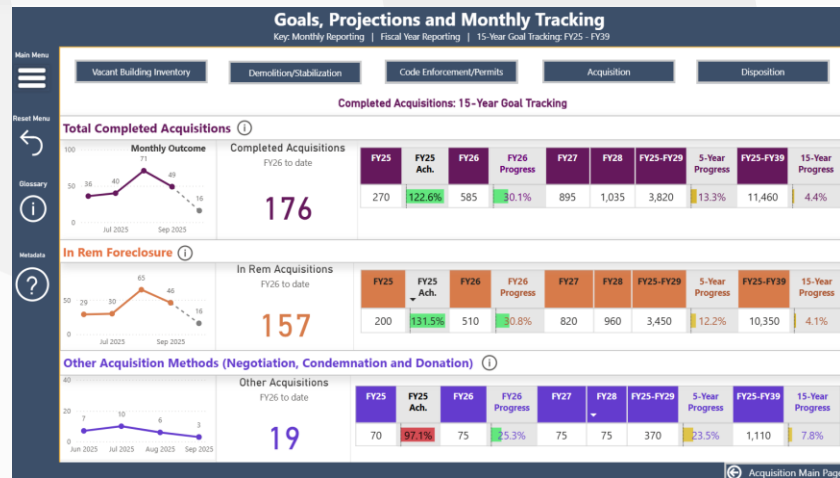 Goals, Projections and Monthly Tracking
Key: Monthly Reporting | Fiscal Year Reporting | 15-Year Goal Tracking: FY25 - FY39
Main Menu
Reset Menu
Glossary
Metadata
Vacant Building Inventory
Demolition/Stabilization
Code Enforcement/Permits
Acquisition
Disposition
Completed Acquisitions: 15-Year Goal Tracking
Total Completed Acquisitions
Monthly Outcome
100
50
0
36 40 71 49 16
Jul 2025 Sep 2025
Completed Acquisitions
FY26 to date
176
FY25 FY25 Ach. FY26 FY26 Progress FY27 FY28 FY25-FY29 5-Year Progress FY25-FY39 15-Year Progress
270 122.6% 585 30.1% 895 1,035 3,820 13.3% 11,460 4.4%
In Rem Foreclosure
50
0
29 30 65 46 16
Jul 2025 Sep 2025
In Rem Acquisitions
FY26 to date
157
FY25 FY25 Ach. FY26 FY26 Progress FY27 FY28 FY25-FY29 5-Year Progress FY25-FY39 15-Year Progress
200 131.5% 510 30.8% 820 960 3,450 12.2% 10,350 4.1%
Other Acquisition Methods (Negotiation, Condemnation and Donation)
40
20
0
7 10 6 3
Jun 2025 Jul 2025 Aug 2025 Sep 2025
Other Acquisitions
FY26 to date
19
FY25 FY25 Ach. FY26 FY26 Progress FY27 FY28 FY25-FY29 5-Year Progress FY25-FY39 15-Year Progress
70 97.1% 75 25.3% 75 75 370 23.5% 1,110 7.8%
Acquisition Main Page